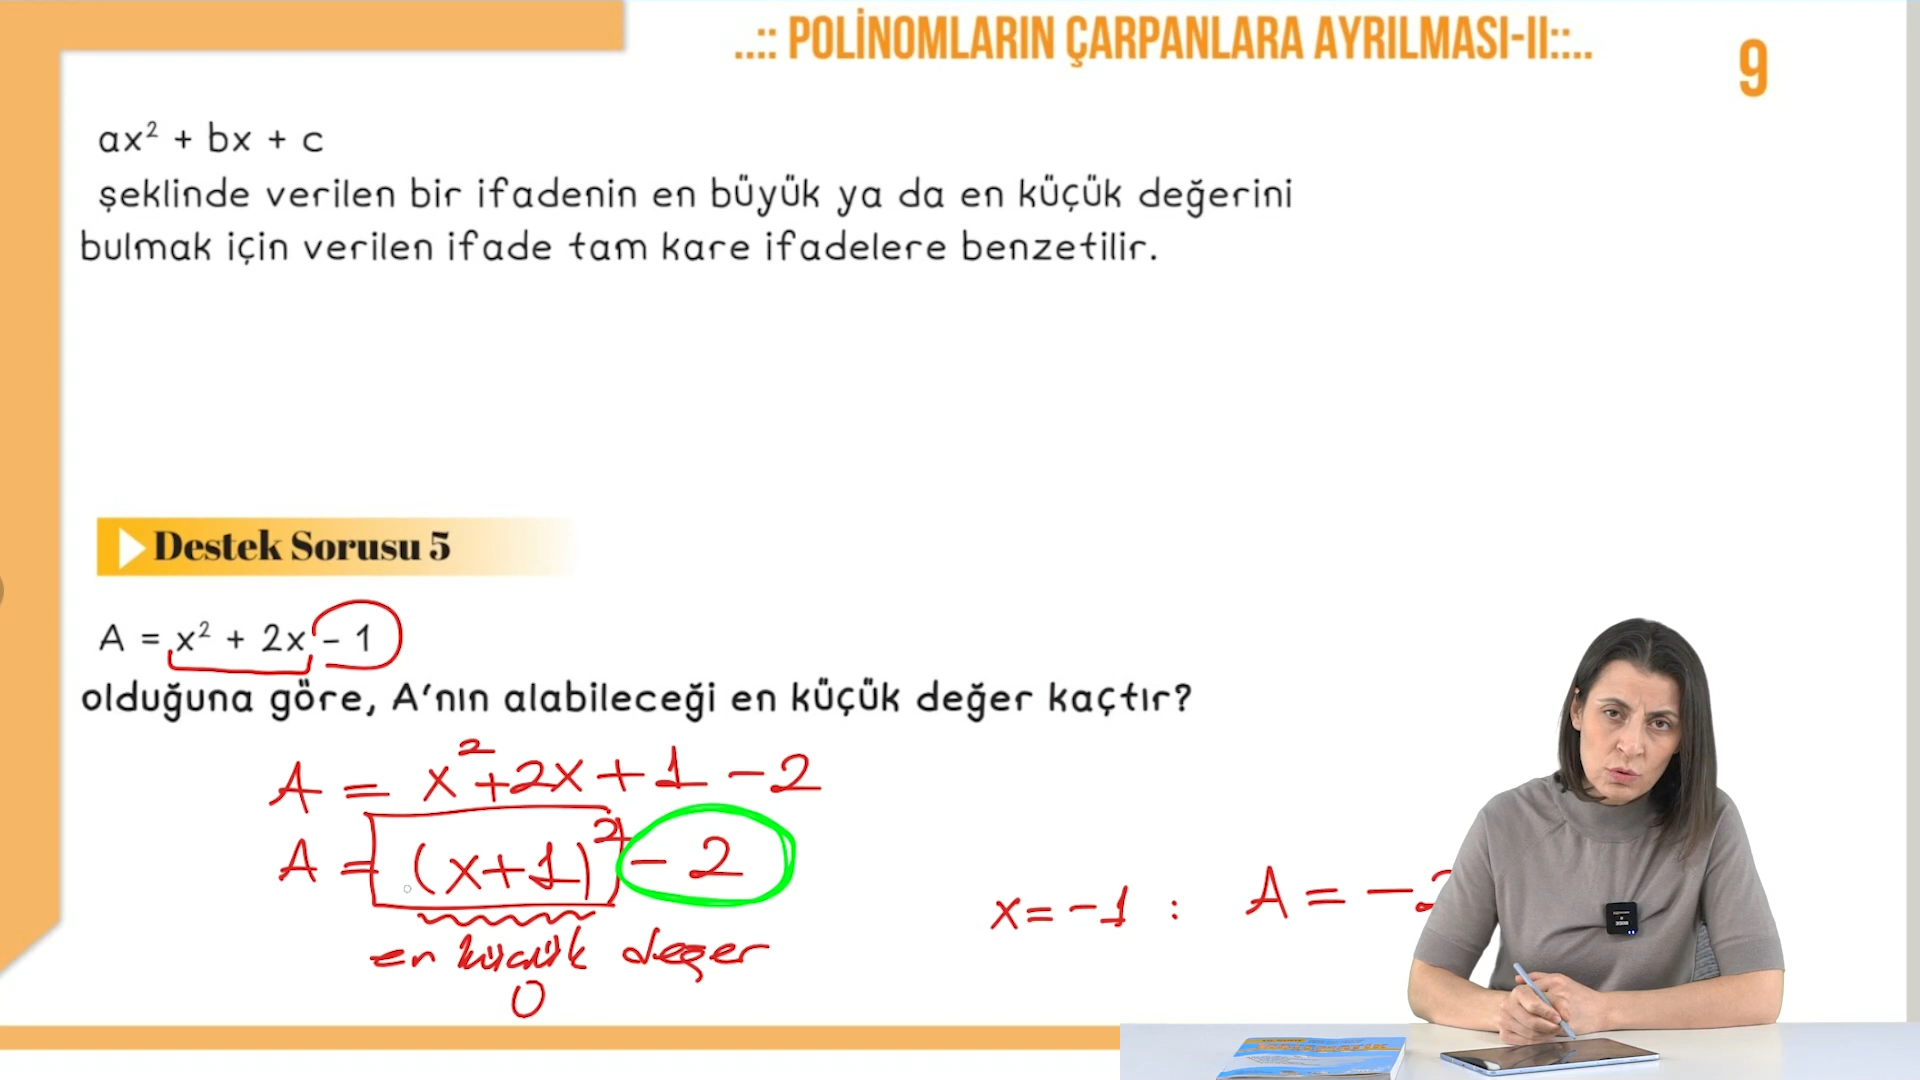 ..:: POLİNOMLARIN ÇARPANLARA AYRILMASI-II::..
9
ax² + bx + c
şeklinde verilen bir ifadenin en büyük ya da en küçük değerini
bulmak için verilen ifade tam kare ifadelere benzetilir.
Destek Sorusu 5
A = x² + 2x - 1
olduğuna göre, A'nın alabileceği en küçük değer kaçtır?
A = x² + 2x + 1 - 2
A = (x+1)² - 2
x = -1 : A = -2
en küçük değer
0